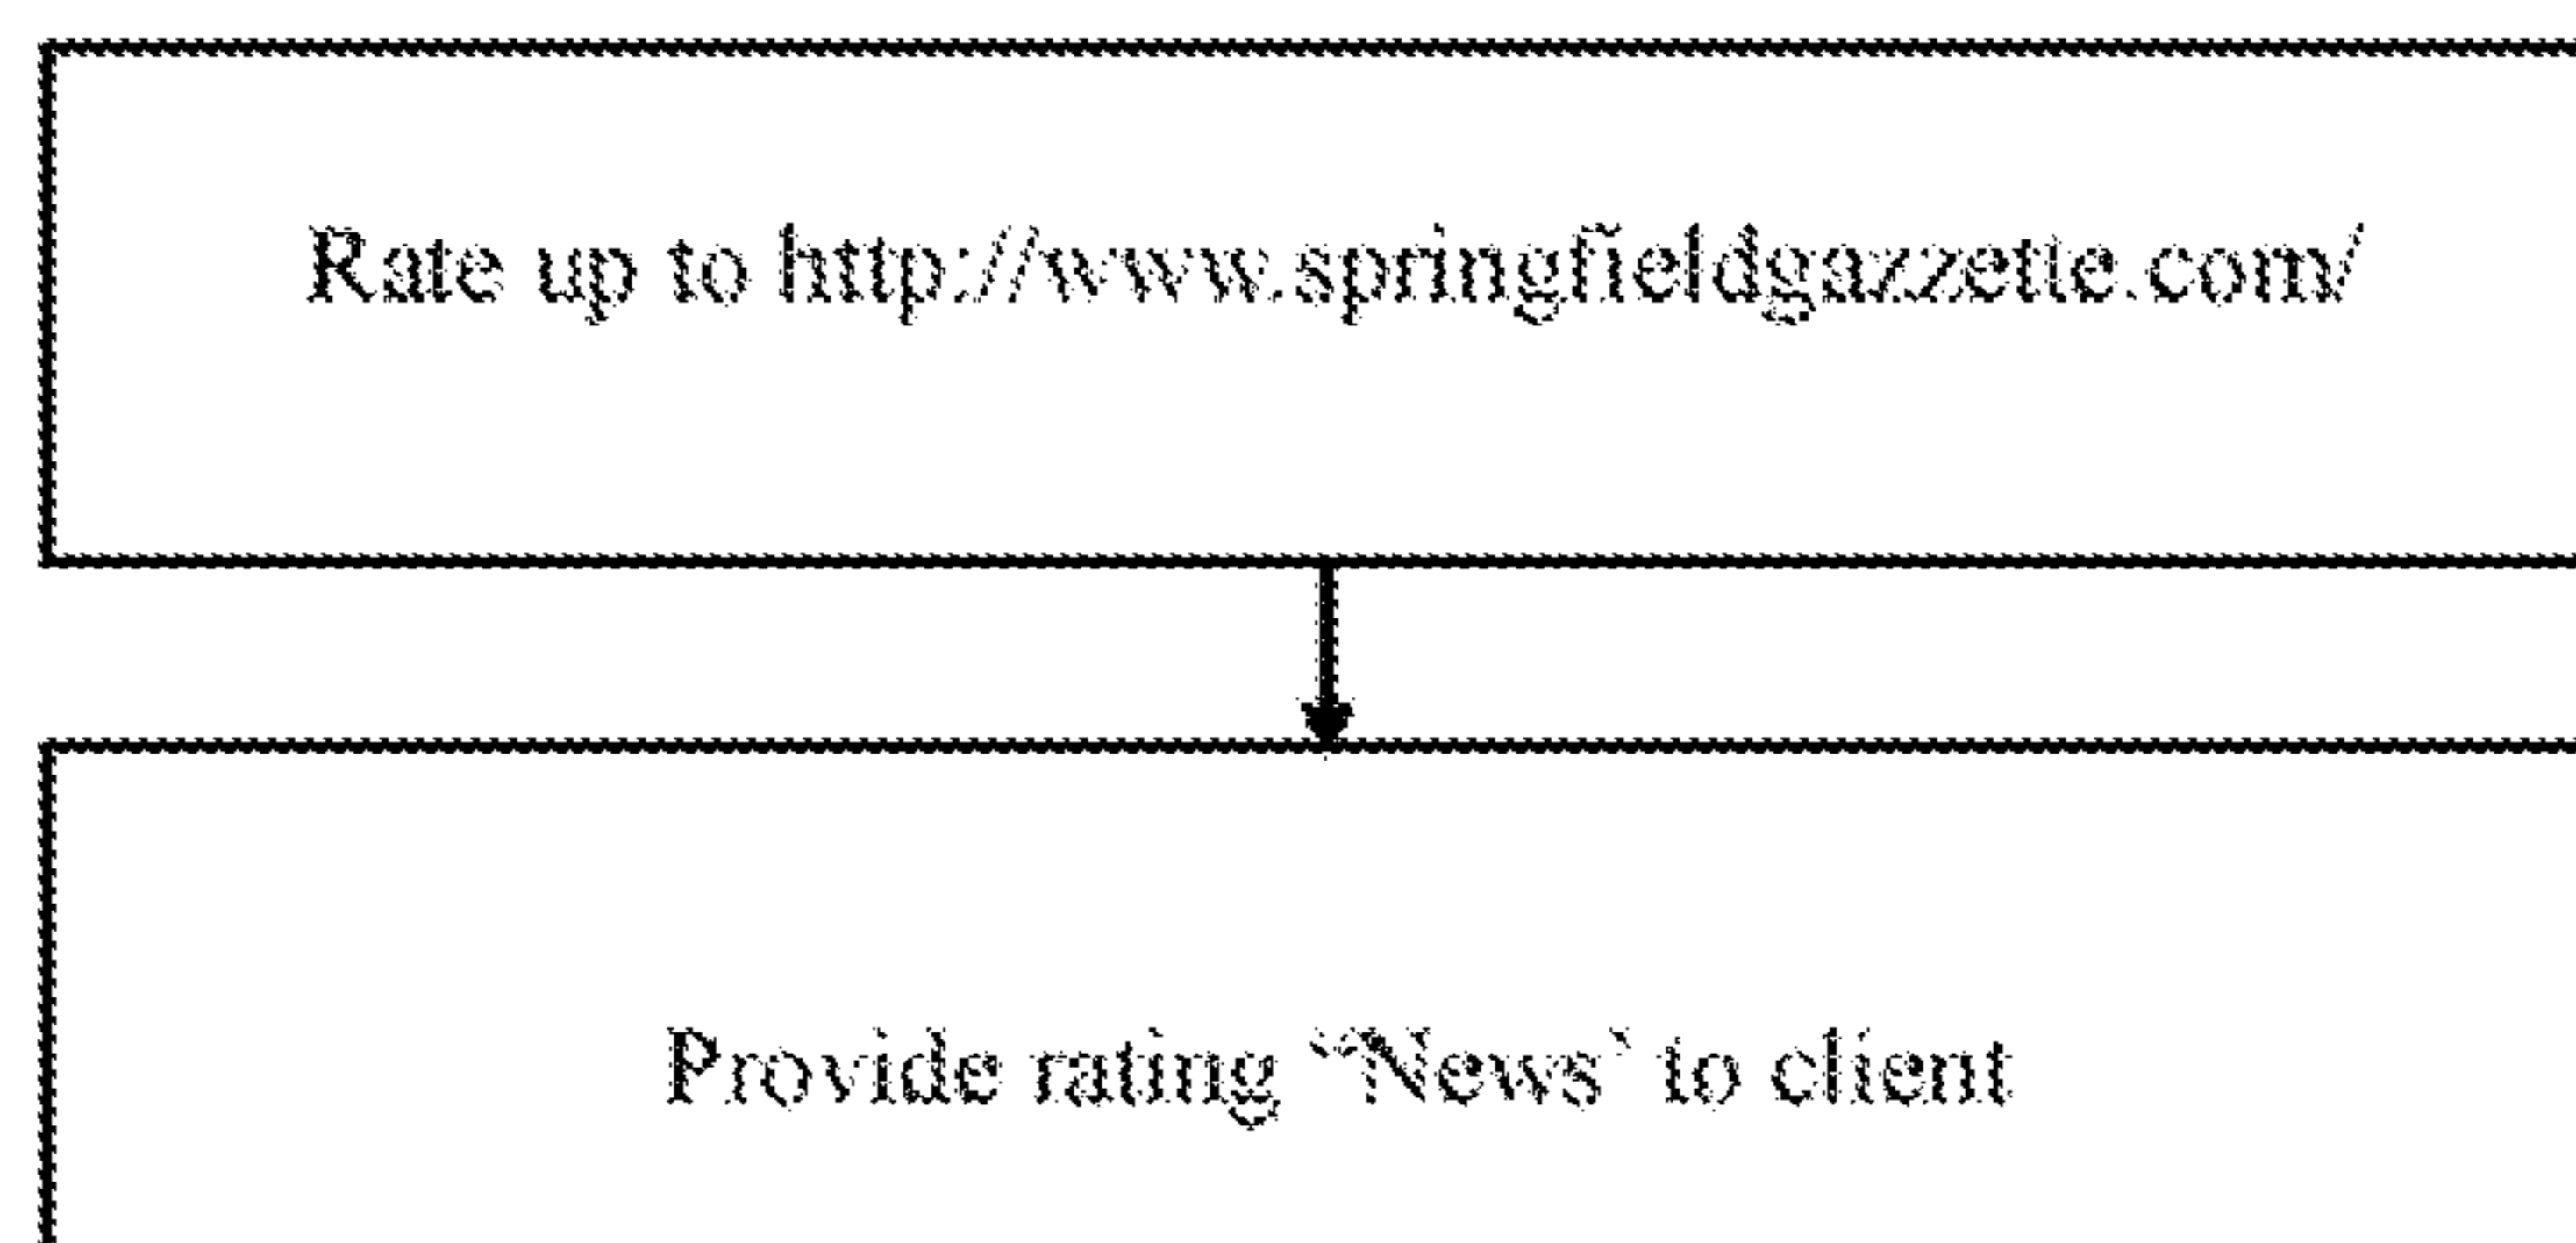 Rate up to http://www.springfieldgazzette.com/
Provide rating "News" to client